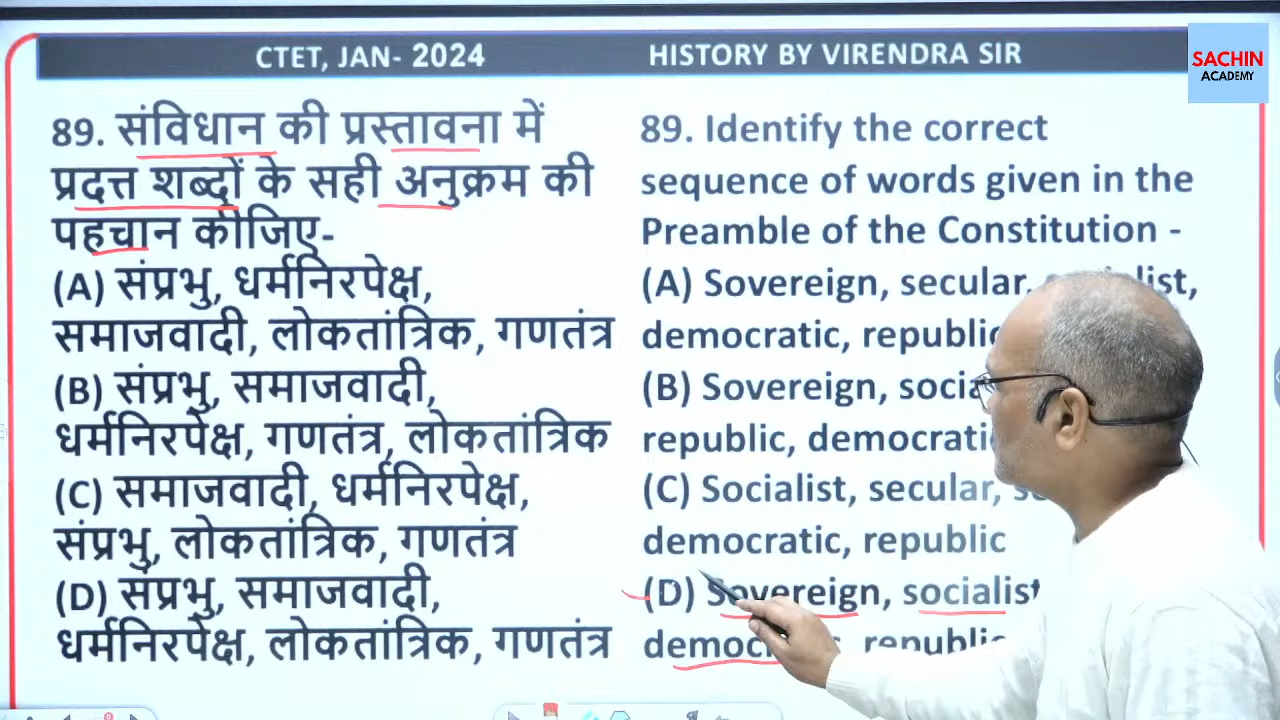 CTET, JAN- 2024
HISTORY BY VIRENDRA SIR
SACHIN
ACADEMY
89. संविधान की प्रस्तावना में
प्रदत्त शब्दों के सही अनुक्रम की
पहचान कीजिए-
(A) संप्रभु, धर्मनिरपेक्ष,
समाजवादी, लोकतांत्रिक, गणतंत्र
(B) संप्रभु, समाजवादी,
धर्मनिरपेक्ष, गणतंत्र, लोकतांत्रिक
(C) समाजवादी, धर्मनिरपेक्ष,
संप्रभु, लोकतांत्रिक, गणतंत्र
(D) संप्रभु, समाजवादी,
धर्मनिरपेक्ष, लोकतांत्रिक, गणतंत्र
89. Identify the correct
sequence of words given in the
Preamble of the Constitution -
(A) Sovereign, secular, socialist,
democratic, republic
(B) Sovereign,
republic,
(C) Socialist, secular,
democratic, republic
(D) Sovereign, socialist